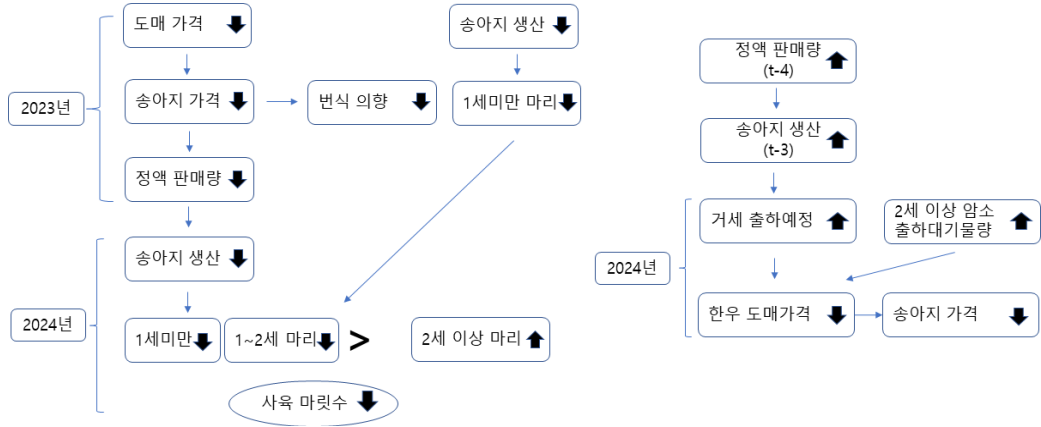 도매 가격
송아지 생산
2023년
송아지 가격
번식 의향
1세미만 마리
정액 판매량
송아지 생산
2024년
1세미만
1~2세 마리
>
2세 이상 마리
사육 마릿수
정액 판매량
(t-4)
송아지 생산
(t-3)
거세 출하예정
2세 이상 암소
출하대기물량
2024년
한우 도매가격
송아지 가격